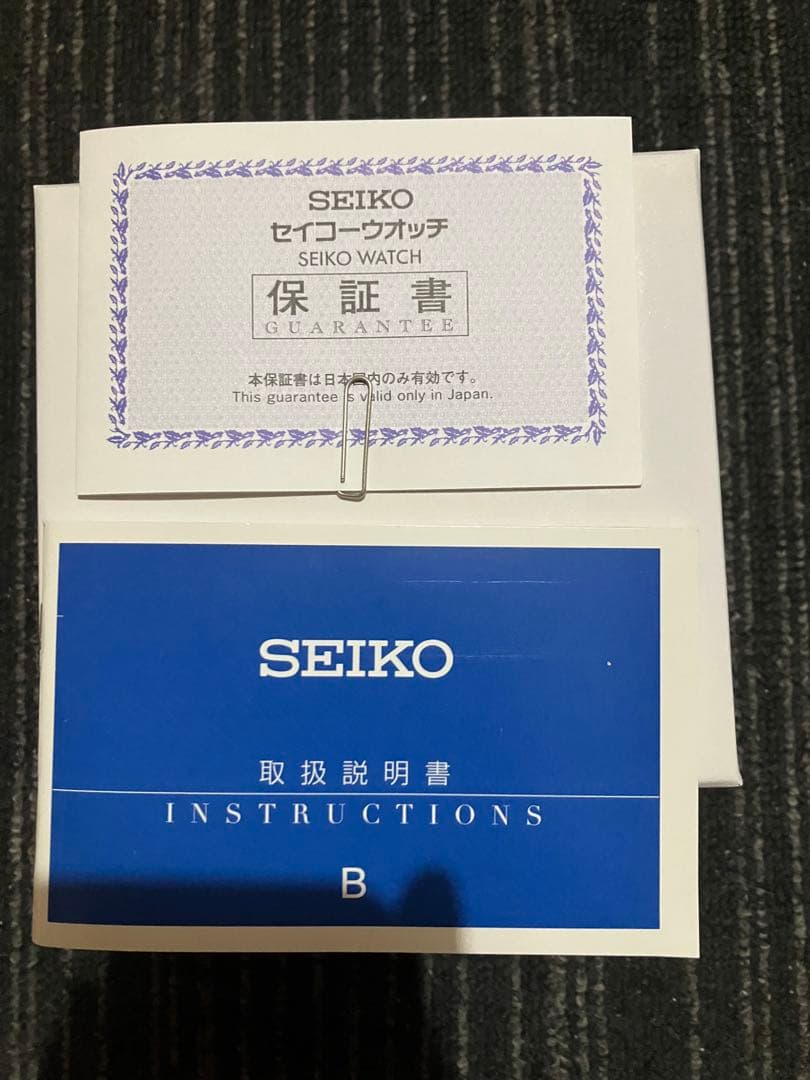 SEIKO
セイコーウオッチ
SEIKO WATCH
保証書
GUARANTEE
本保証書は日本国内のみ有効です。
This guarantee is valid only in Japan.
SEIKO
取扱説明書
INSTRUCTIONS
B